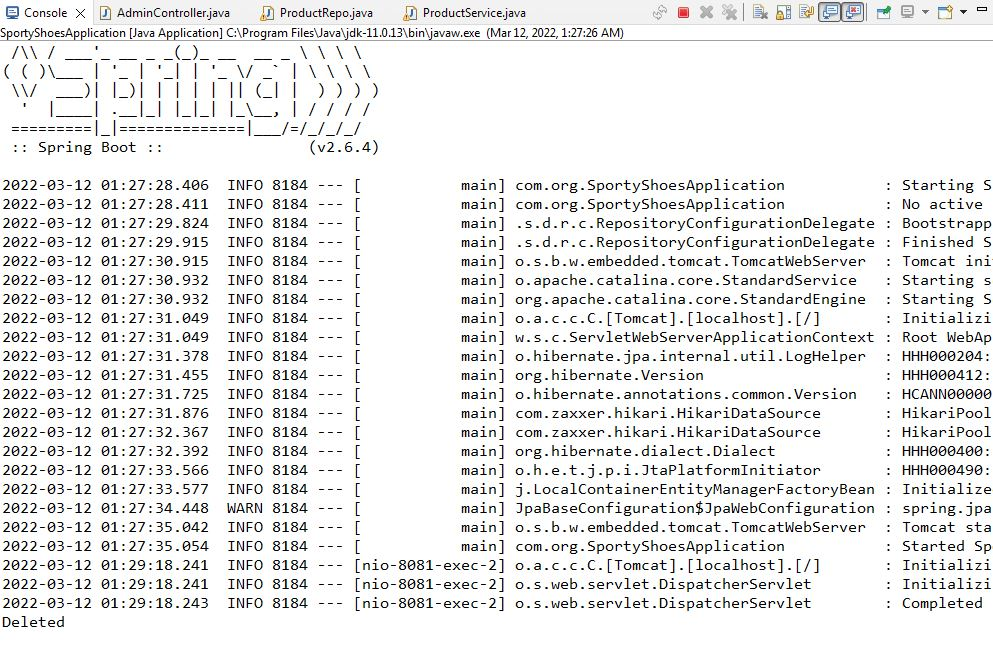 Console AdminController.java ProductRepo.java ProductService.java
SportyShoesApplication [Java Application] C:\Program Files\Java\jdk-11.0.13\bin\javaw.exe (Mar 12, 2022, 1:27:26 AM)
 /\\ / ___'_ __ _ _(_)_ __  __ _ \ \ \ \
( ( )\___ | '_ | '_| | '_ \/ _` | \ \ \ \
 \\/  ___)| |_)| | | | | || (_| |  ) ) ) )
  '  |____| .__|_| |_|_| |_\__, | / / / /
 =========|_|==============|___/=/_/_/_/
 :: Spring Boot ::                (v2.6.4)
2022-03-12 01:27:28.406  INFO 8184 --- [           main] com.org.SportyShoesApplication           : Starting S
2022-03-12 01:27:28.411  INFO 8184 --- [           main] com.org.SportyShoesApplication           : No active
2022-03-12 01:27:29.824  INFO 8184 --- [           main] .s.d.r.c.RepositoryConfigurationDelegate : Bootstrapp
2022-03-12 01:27:29.915  INFO 8184 --- [           main] .s.d.r.c.RepositoryConfigurationDelegate : Finished S
2022-03-12 01:27:30.915  INFO 8184 --- [           main] o.s.b.w.embedded.tomcat.TomcatWebServer  : Tomcat ini
2022-03-12 01:27:30.932  INFO 8184 --- [           main] o.apache.catalina.core.StandardService   : Starting s
2022-03-12 01:27:30.932  INFO 8184 --- [           main] org.apache.catalina.core.StandardEngine  : Starting S
2022-03-12 01:27:31.049  INFO 8184 --- [           main] o.a.c.c.C.[Tomcat].[localhost].[/]       : Initializi
2022-03-12 01:27:31.049  INFO 8184 --- [           main] w.s.c.ServletWebServerApplicationContext : Root WebAp
2022-03-12 01:27:31.378  INFO 8184 --- [           main] o.hibernate.jpa.internal.util.LogHelper  : HHH000204:
2022-03-12 01:27:31.455  INFO 8184 --- [           main] org.hibernate.Version                    : HHH000412:
2022-03-12 01:27:31.725  INFO 8184 --- [           main] o.hibernate.annotations.common.Version   : HCANN00000
2022-03-12 01:27:31.876  INFO 8184 --- [           main] com.zaxxer.hikari.HikariDataSource       : HikariPool
2022-03-12 01:27:32.367  INFO 8184 --- [           main] com.zaxxer.hikari.HikariDataSource       : HikariPool
2022-03-12 01:27:32.392  INFO 8184 --- [           main] org.hibernate.dialect.Dialect            : HHH000400:
2022-03-12 01:27:33.566  INFO 8184 --- [           main] o.h.e.t.j.p.i.JtaPlatformInitiator       : HHH000490:
2022-03-12 01:27:33.577  INFO 8184 --- [           main] j.LocalContainerEntityManagerFactoryBean : Initialize
2022-03-12 01:27:34.448  WARN 8184 --- [           main] JpaBaseConfiguration$JpaWebConfiguration : spring.jpa
2022-03-12 01:27:35.042  INFO 8184 --- [           main] o.s.b.w.embedded.tomcat.TomcatWebServer  : Tomcat sta
2022-03-12 01:27:35.054  INFO 8184 --- [           main] com.org.SportyShoesApplication           : Started Sp
2022-03-12 01:29:18.241  INFO 8184 --- [nio-8081-exec-2] o.a.c.c.C.[Tomcat].[localhost].[/]       : Initializi
2022-03-12 01:29:18.241  INFO 8184 --- [nio-8081-exec-2] o.s.web.servlet.DispatcherServlet        : Initializi
2022-03-12 01:29:18.243  INFO 8184 --- [nio-8081-exec-2] o.s.web.servlet.DispatcherServlet        : Completed
Deleted